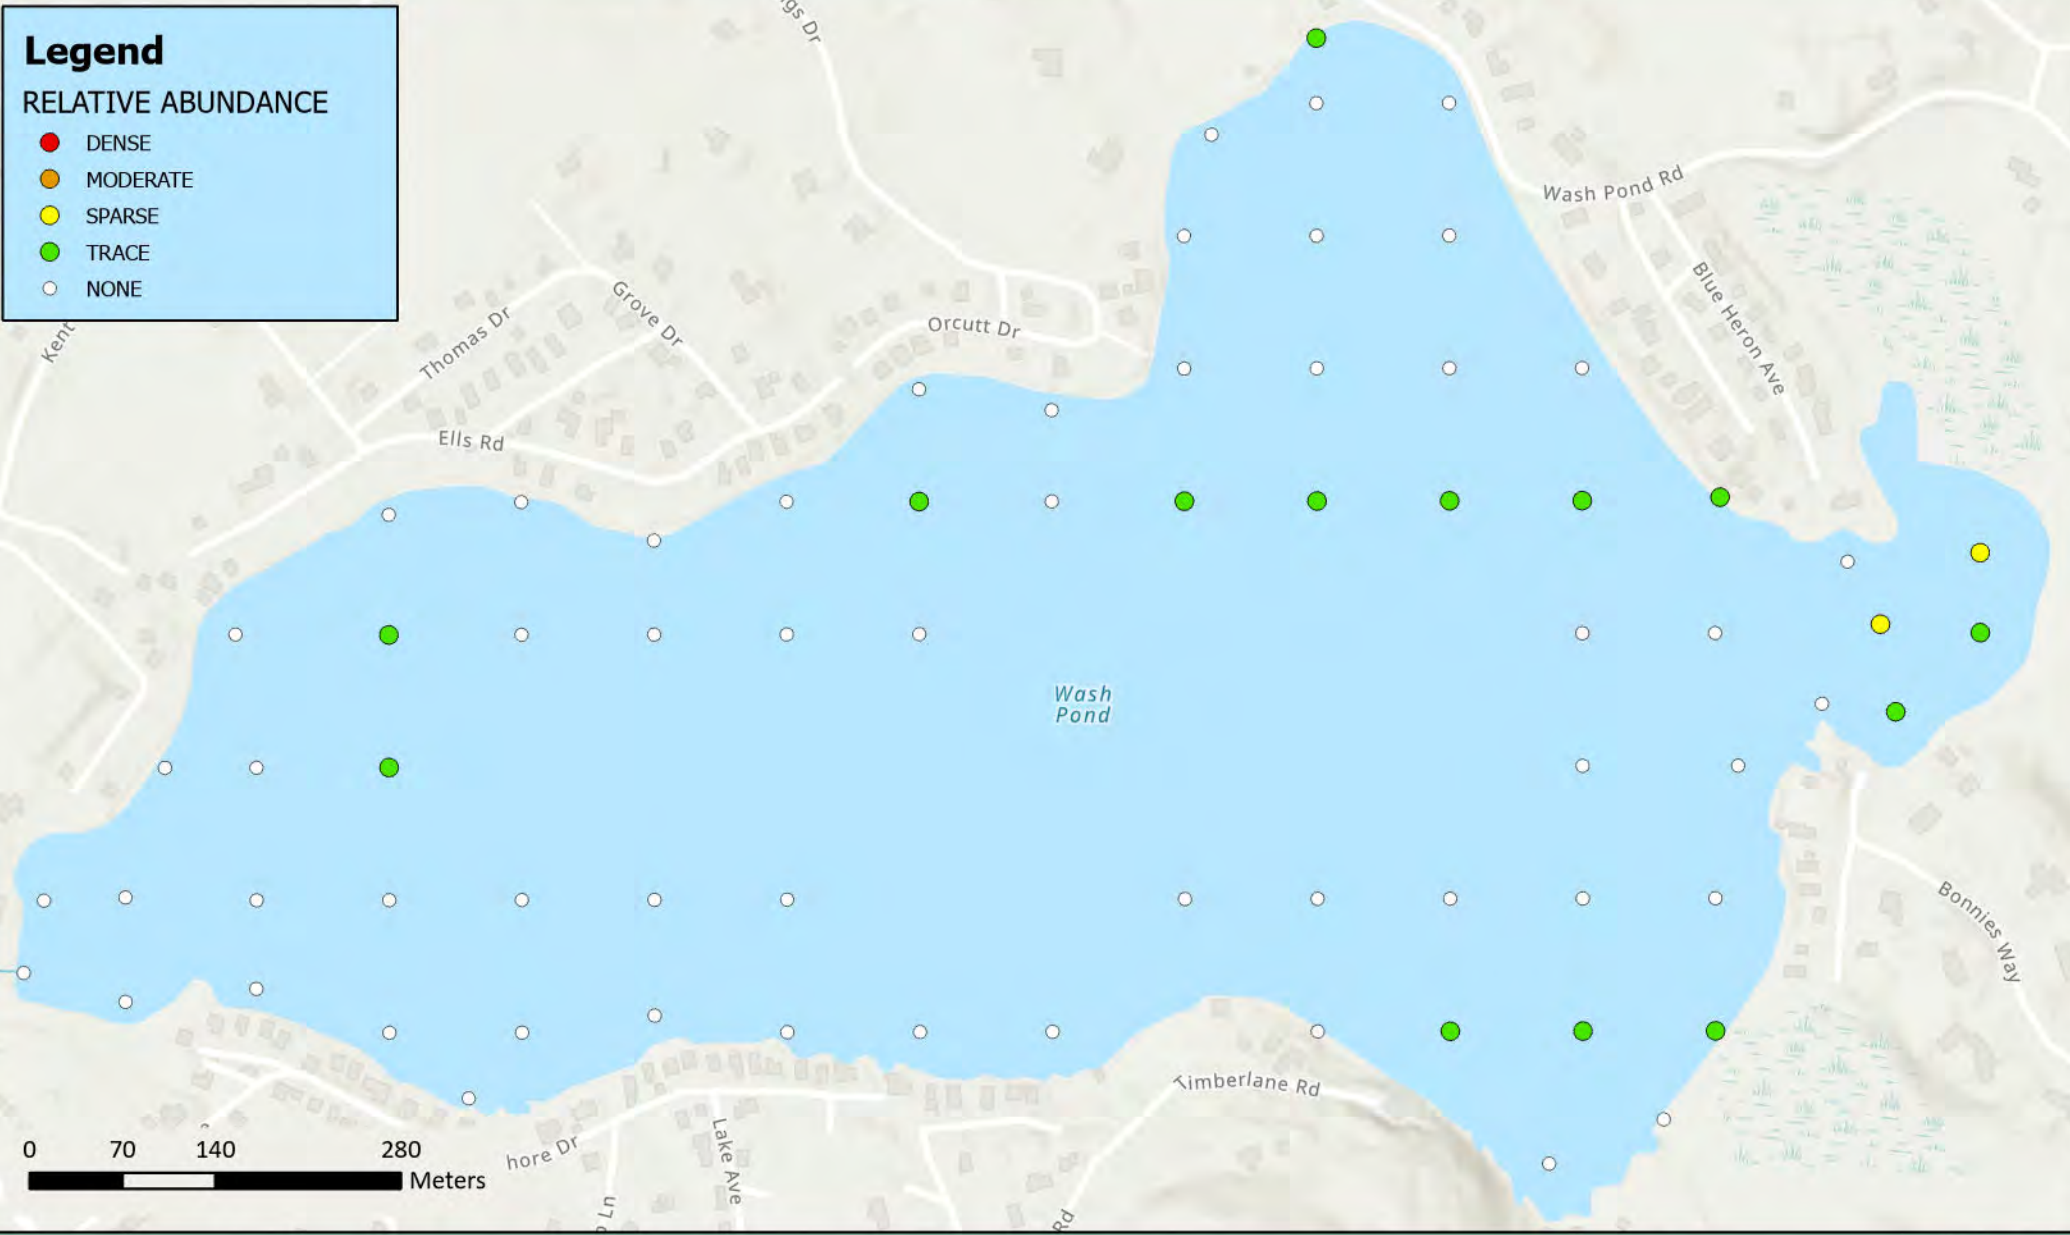 Legend
RELATIVE ABUNDANCE
DENSE
MODERATE
SPARSE
TRACE
NONE
gs Dr
Wash Pond Rd
Blue Heron Ave
Kent
Thomas Dr
Grove Dr
Orcutt Dr
Ells Rd
Wash
Pond
Bonnies Way
Timberlane Rd
hore Dr
Lake Ave
Ln
Rd
0 70 140 280
Meters